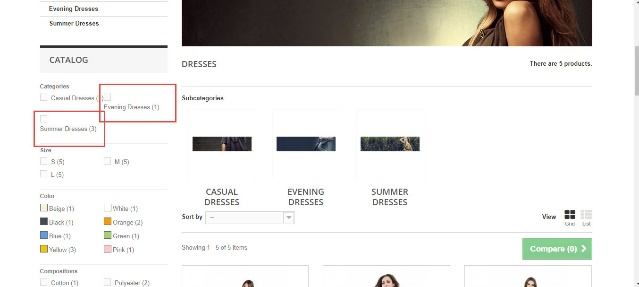 Evening Dresses
Summer Dresses
CATALOG
Categories
Casual Dresses
Evening Dresses (1)
Summer Dresses (3)
Size
S (5)
M (5)
L (5)
Color
Beige (1)
White (1)
Black (1)
Orange (2)
Blue (1)
Green (1)
Yellow (3)
Pink (1)
Compositions
Cotton (1)
Polyester (2)
DRESSES
There are 5 products.
Subcategories
CASUAL
DRESSES
EVENING
DRESSES
SUMMER
DRESSES
Sort by
--
View
Grid
List
Showing 1 - 5 of 5 items
Compare (0)